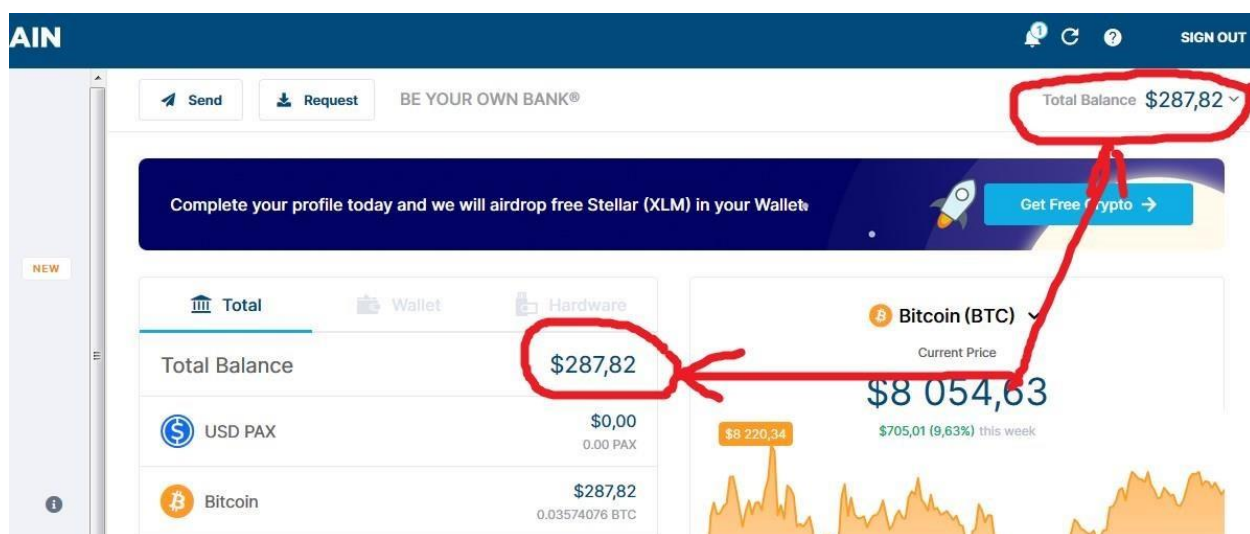 AIN
1
SIGN OUT
Send
Request
BE YOUR OWN BANK®
Total Balance $287,82
Complete your profile today and we will airdrop free Stellar (XLM) in your Wallet
Get Free Crypto →
NEW
Total
Wallet
Hardware
Total Balance
$287,82
USD PAX
$0,00
0.00 PAX
Bitcoin
$287,82
0.03574076 BTC
Bitcoin (BTC)
Current Price
$8 054,63
$705,01 (9,63%) this week
$8 220,34